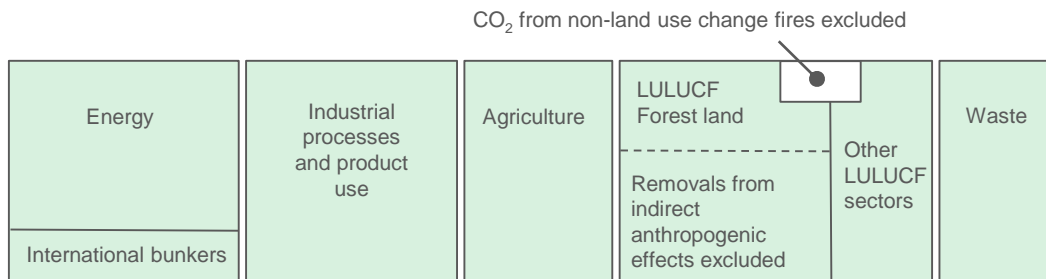 CO₂ from non-land use change fires excluded
Energy
International bunkers
Industrial
processes
and product
use
Agriculture
LULUCF
Forest land
Removals from
indirect
anthropogenic
effects excluded
Other
LULUCF
sectors
Waste